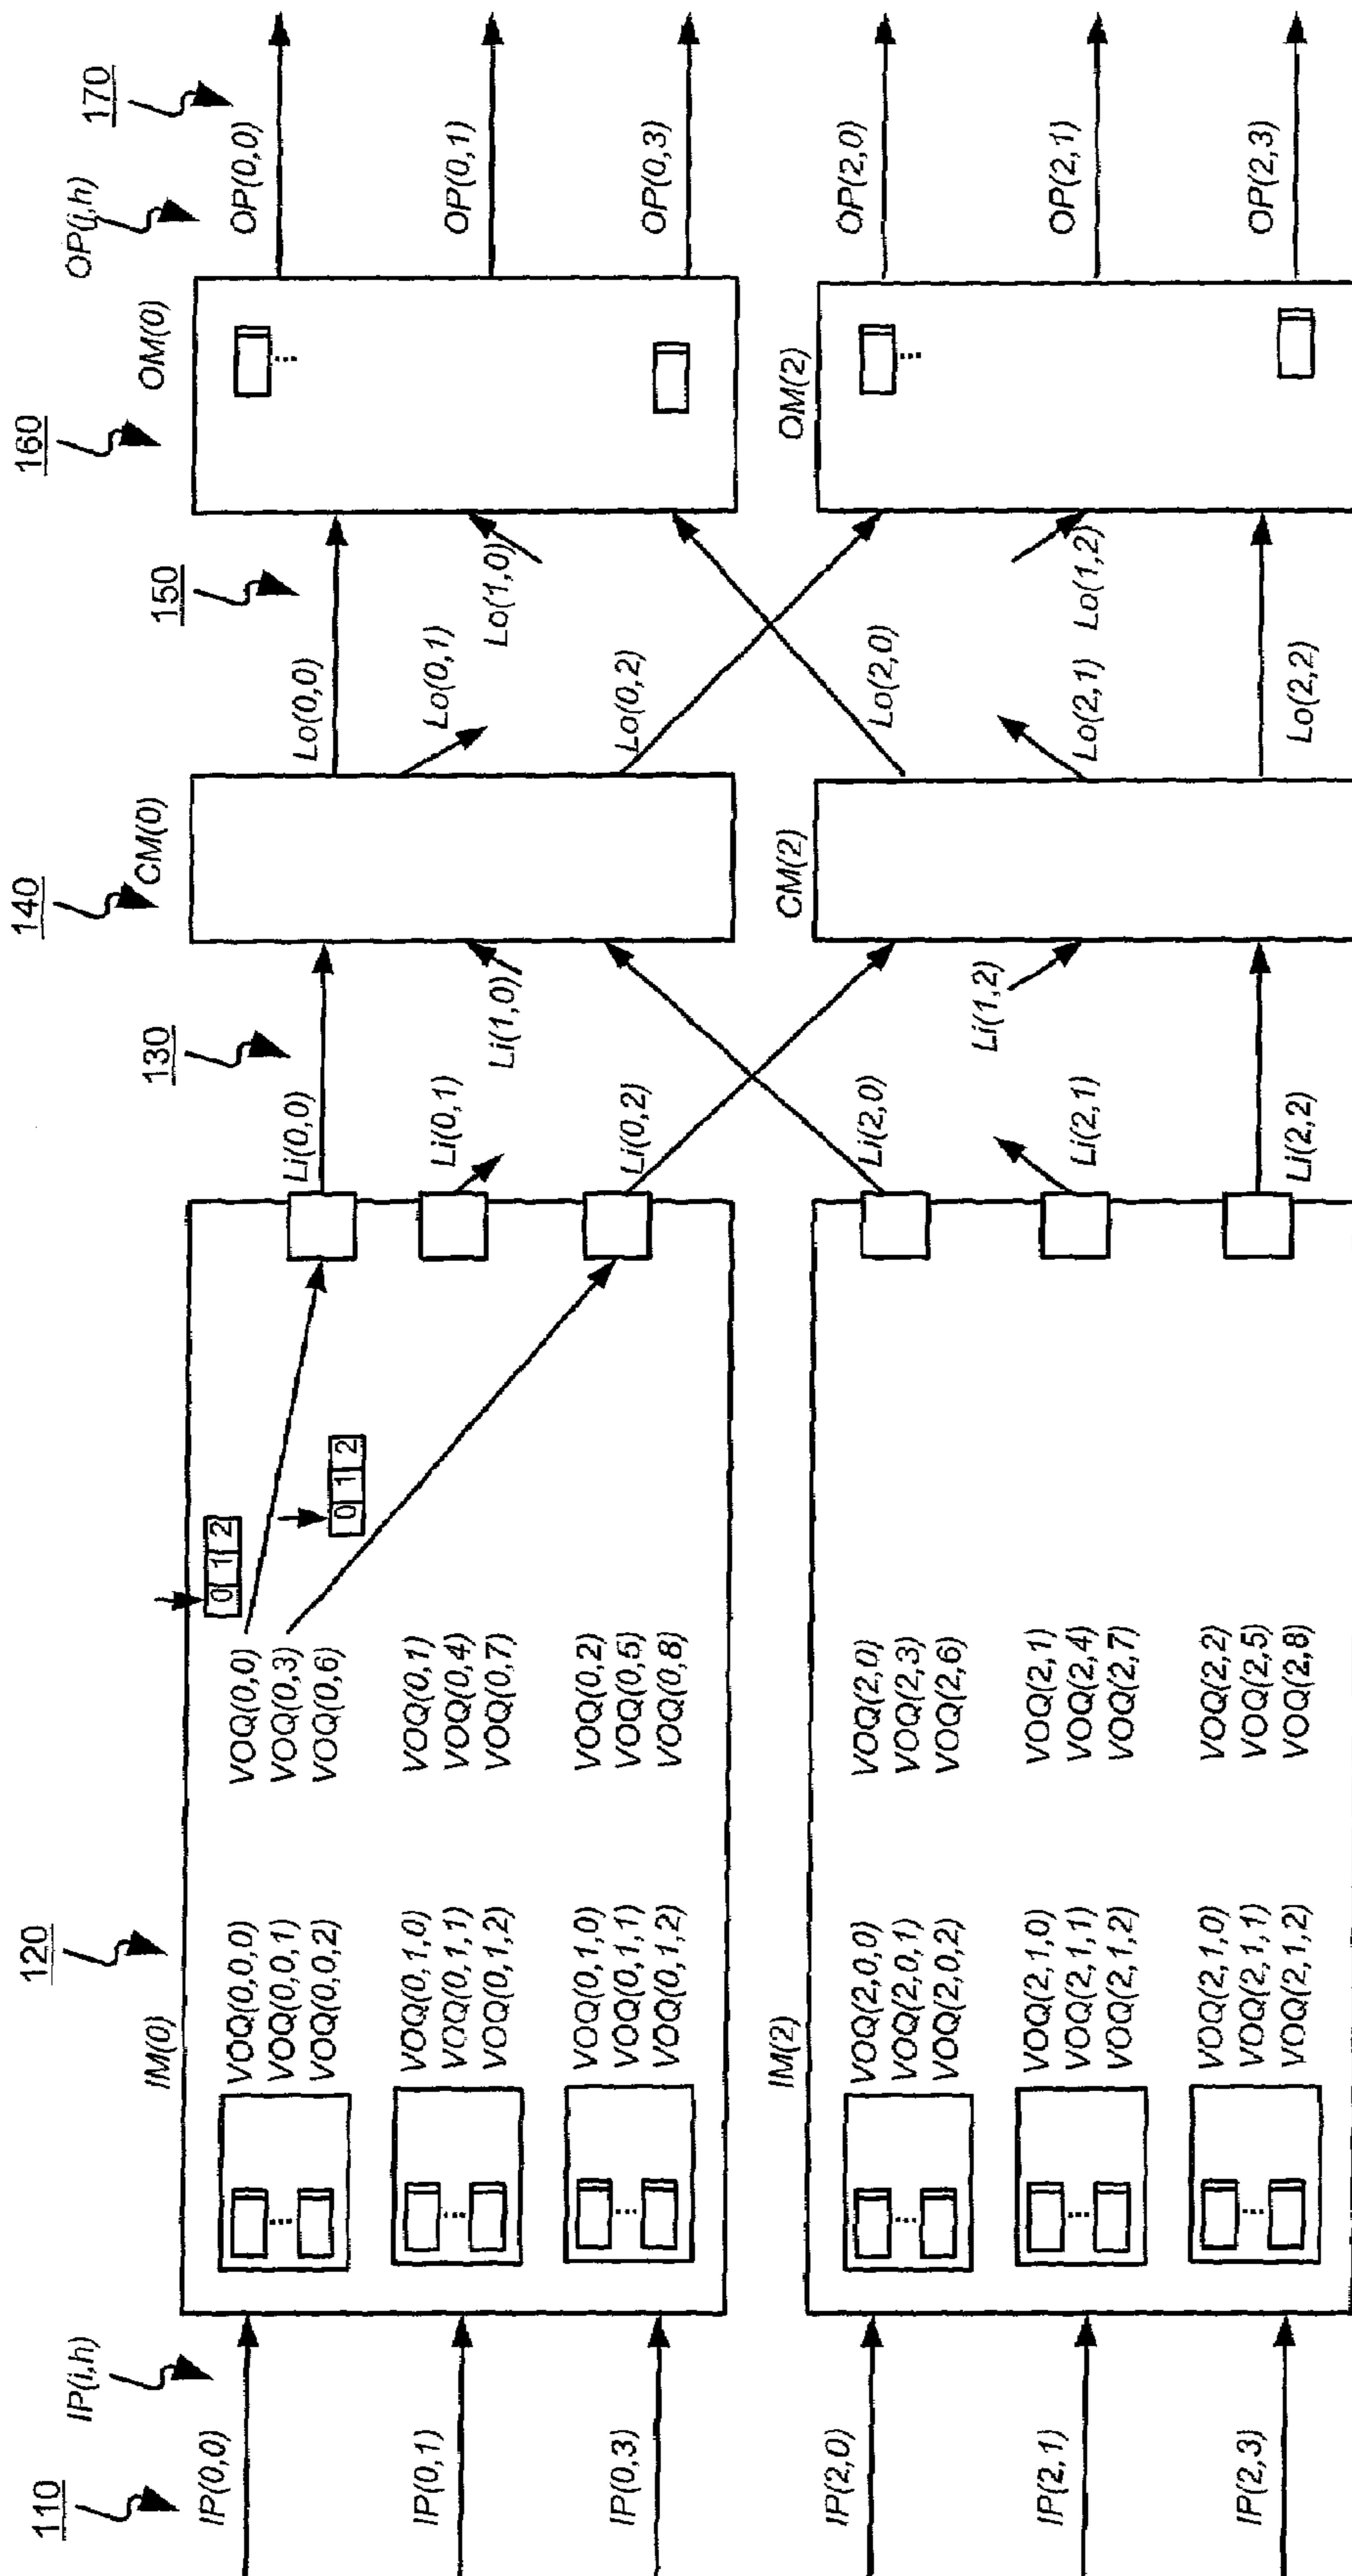 110
IP(i,h)
IP(0,0)
IP(0,1)
IP(0,3)
IP(2,0)
IP(2,1)
IP(2,3)
120
IM(0)
VOQ(0,0,0)
VOQ(0,0,1)
VOQ(0,0,2)
VOQ(0,1,0)
VOQ(0,1,1)
VOQ(0,1,2)
VOQ(0,1,0)
VOQ(0,1,1)
VOQ(0,1,2)
VOQ(0,0)
VOQ(0,3)
VOQ(0,6)
VOQ(0,1)
VOQ(0,4)
VOQ(0,7)
VOQ(0,2)
VOQ(0,5)
VOQ(0,8)
0 1 2
0 1 2
IM(2)
VOQ(2,0,0)
VOQ(2,0,1)
VOQ(2,0,2)
VOQ(2,1,0)
VOQ(2,1,1)
VOQ(2,1,2)
VOQ(2,1,0)
VOQ(2,1,1)
VOQ(2,1,2)
VOQ(2,0)
VOQ(2,3)
VOQ(2,6)
VOQ(2,1)
VOQ(2,4)
VOQ(2,7)
VOQ(2,2)
VOQ(2,5)
VOQ(2,8)
130
Li(0,0)
Li(0,1)
Li(1,0)
Li(0,2)
Li(2,0)
Li(2,1)
Li(1,2)
Li(2,2)
140
CM(0)
CM(2)
150
Lo(0,0)
Lo(0,1)
Lo(1,0)
Lo(0,2)
Lo(2,0)
Lo(2,1)
Lo(1,2)
Lo(2,2)
160
OM(0)
OM(2)
170
OP(j,h)
OP(0,0)
OP(0,1)
OP(0,3)
OP(2,0)
OP(2,1)
OP(2,3)